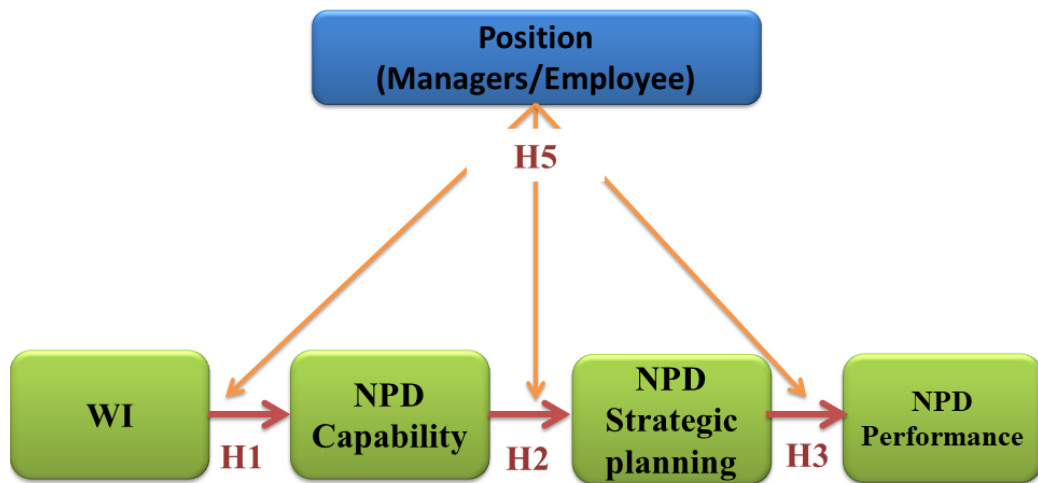 Position
(Managers/Employee)
H5
WI
NPD
Capability
NPD
Strategic
planning
NPD
Performance
H1
H2
H3